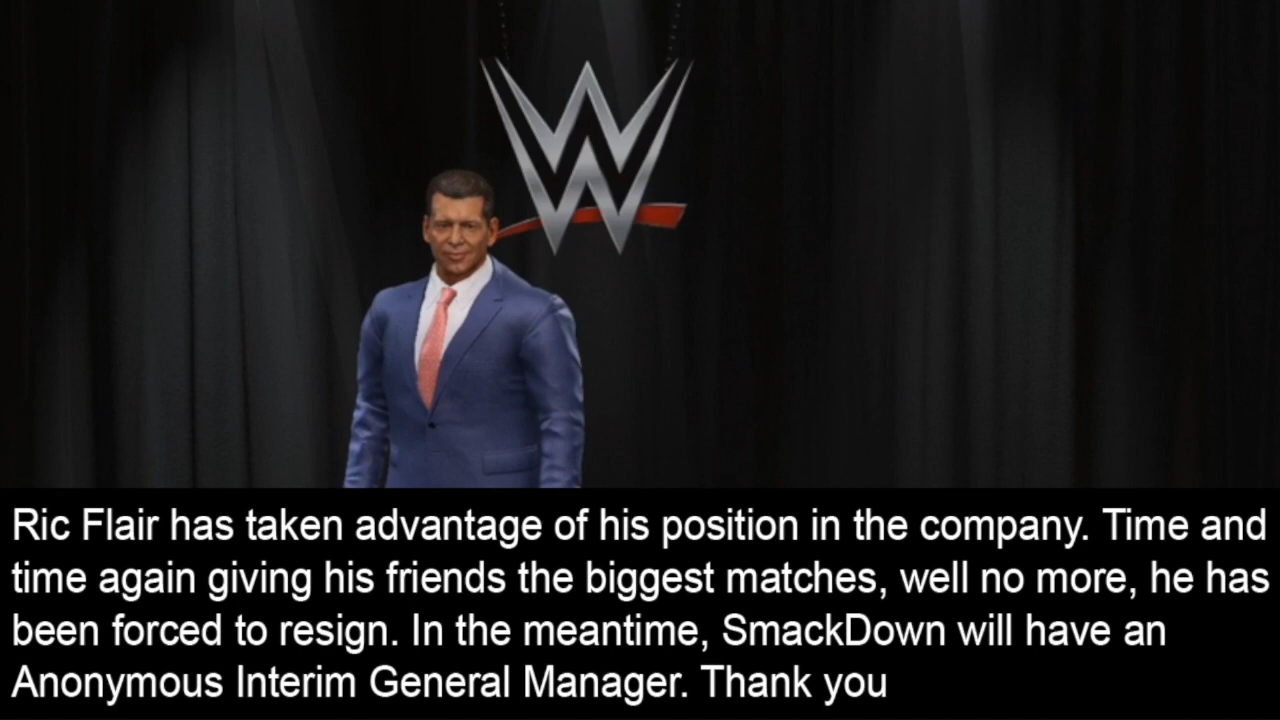 W
Ric Flair has taken advantage of his position in the company. Time and
time again giving his friends the biggest matches, well no more, he has
been forced to resign. In the meantime, SmackDown will have an
Anonymous Interim General Manager. Thank you